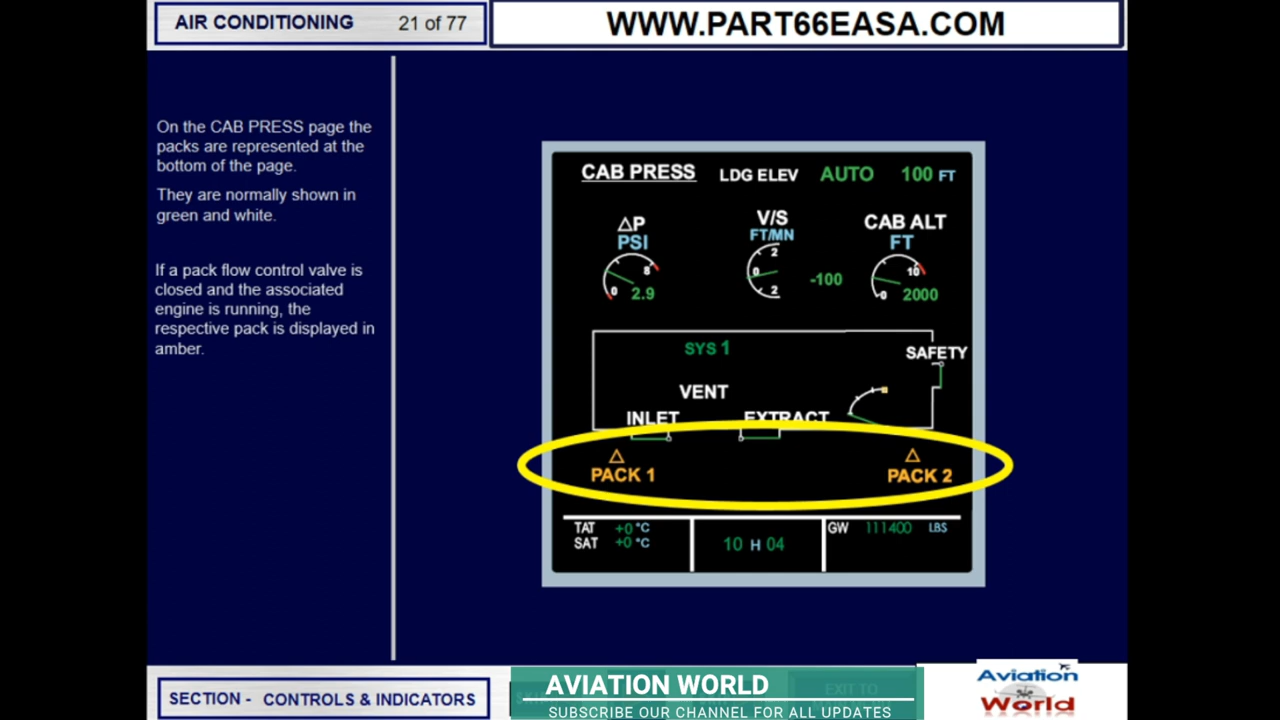 AIR CONDITIONING 21 of 77
WWW.PART66EASA.COM
On the CAB PRESS page the
packs are represented at the
bottom of the page.
They are normally shown in
green and white.
If a pack flow control valve is
closed and the associated
engine is running, the
respective pack is displayed in
amber.
CAB PRESS LDG ELEV AUTO 100 FT
△P V/S CAB ALT
PSI FT/MN FT
8 2 10
0 0 0
2.9 2 -100 2000
SYS 1
SAFETY
VENT
INLET EXTRACT
PACK 1 PACK 2
TAT +0 °C GW 111400 LBS
SAT +0 °C 10 H 04
SECTION - CONTROLS & INDICATORS
EXIT TO
AVIATION WORLD
SUBSCRIBE OUR CHANNEL FOR ALL UPDATES
Aviation
World